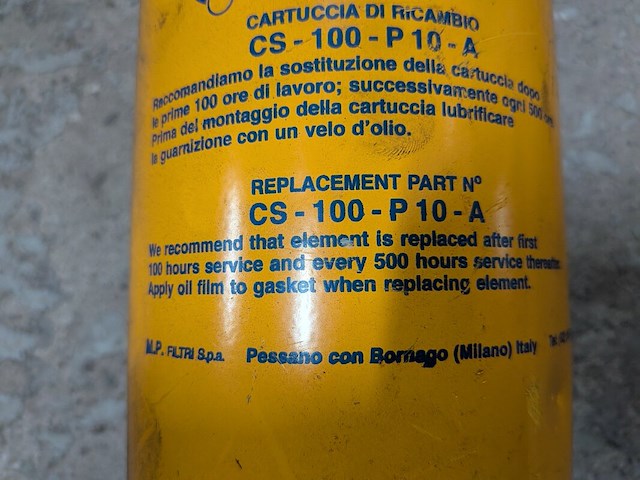 CARTUCCIA DI RICAMBIO
CS - 100 - P 10 - A
Raccomandiamo la sostituzione della cartuccia dopo
le prime 100 ore di lavoro; successivamente ogni 500 ore
Prima del montaggio della cartuccia lubrificare
la guarnizione con un velo d'olio.
REPLACEMENT PART Nº
CS - 100 - P 10 - A
We recommend that element is replaced after first
100 hours service and every 500 hours service thereafter.
Apply oil film to gasket when replacing element.
M.P. FILTRI S.p.a. Pessano con Bornago (Milano) Italy Tel.